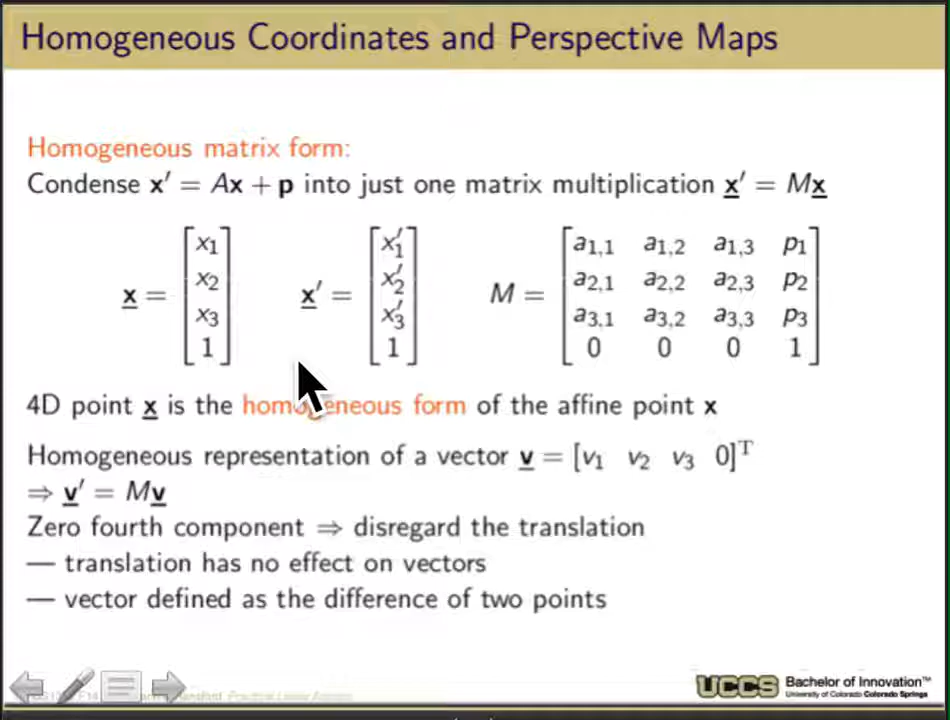 Homogeneous Coordinates and Perspective Maps
Homogeneous matrix form:
Condense x′ = Ax + p into just one matrix multiplication x̲′ = Mx̲
x̲ = [x₁ x₂ x₃ 1] x̲′ = [x′₁ x′₂ x′₃ 1] M = [a₁,₁ a₁,₂ a₁,₃ p₁
a₂,₁ a₂,₂ a₂,₃ p₂
a₃,₁ a₃,₂ a₃,₃ p₃
0 0 0 1]
4D point x̲ is the homogeneous form of the affine point x
Homogeneous representation of a vector v̲ = [v₁ v₂ v₃ 0]ᵀ
⇒ v̲′ = Mv̲
Zero fourth component ⇒ disregard the translation
— translation has no effect on vectors
— vector defined as the difference of two points
UCCS Bachelor of Innovation™
University of Colorado Colorado Springs